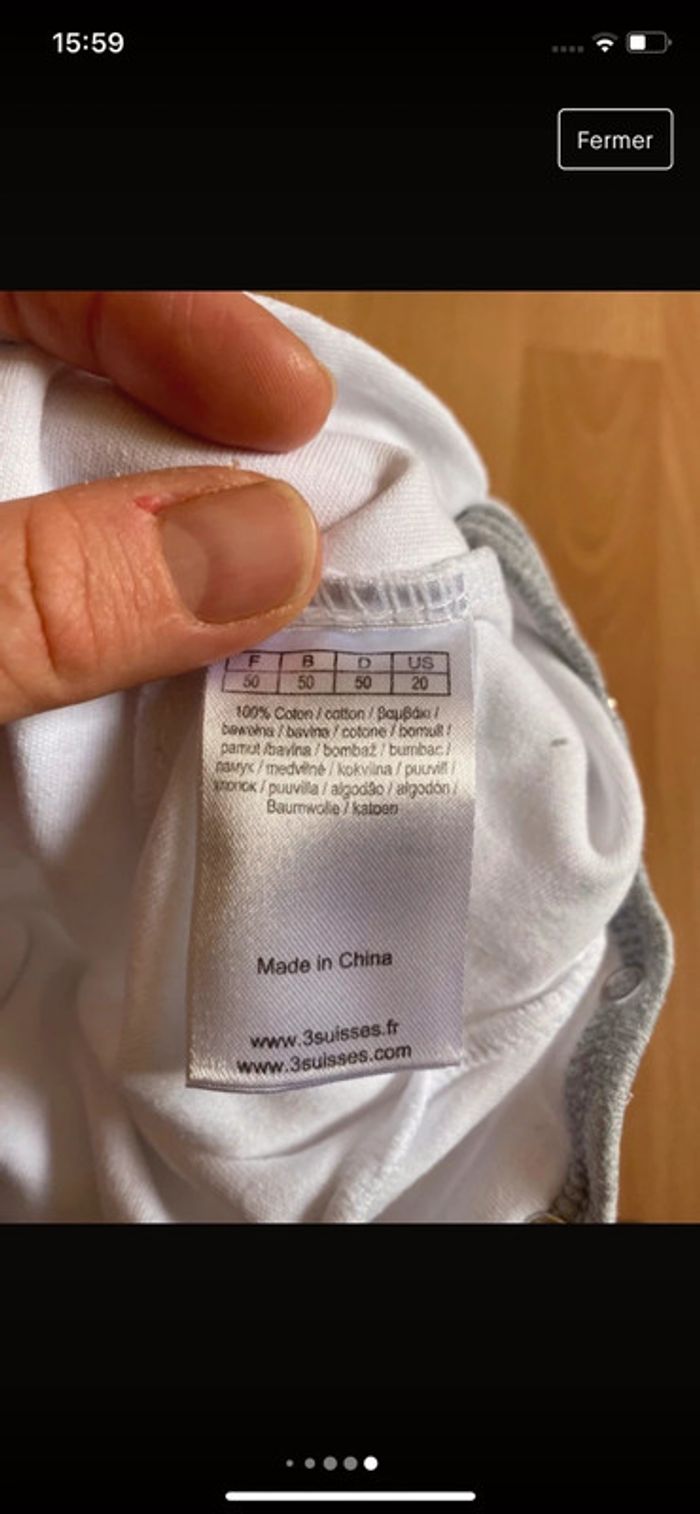 15:59
Fermer
F B D US
50 50 50 20
100% Coton / cotton / βαμβάκι /
bawełna / bavlna / cotone / bomull /
pamut /bavlna / bombaž / bumbac /
памук / medvilnė / kokvilna / puuvill /
хлопок / puuvilla / algodão / algodón /
Baumwolle / katoen
Made in China
www.3suisses.fr
www.3suisses.com